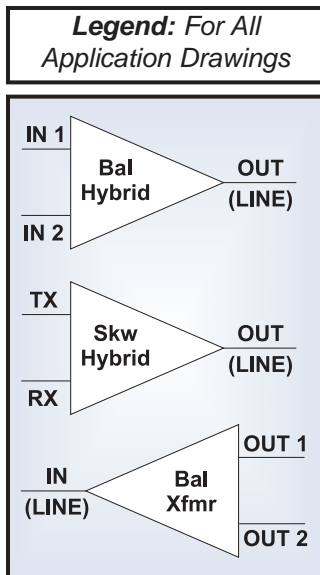 Legend: For All
Application Drawings
IN 1
Bal
Hybrid
OUT
(LINE)
IN 2
TX
Skw
Hybrid
OUT
(LINE)
RX
OUT 1
IN
(LINE)
Bal
Xfmr
OUT 2